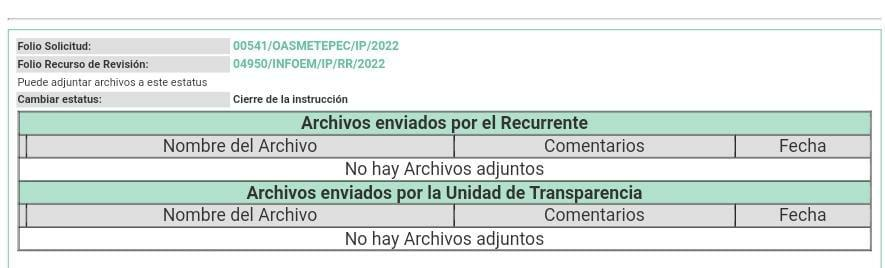 Folio Solicitud: 00541/OASMETEPEC/IP/2022
Folio Recurso de Revisión: 04950/INFOEM/IP/RR/2022
Puede adjuntar archivos a este estatus
Cambiar estatus: Cierre de la instrucción
Archivos enviados por el Recurrente
Nombre del Archivo Comentarios Fecha
No hay Archivos adjuntos
Archivos enviados por la Unidad de Transparencia
Nombre del Archivo Comentarios Fecha
No hay Archivos adjuntos